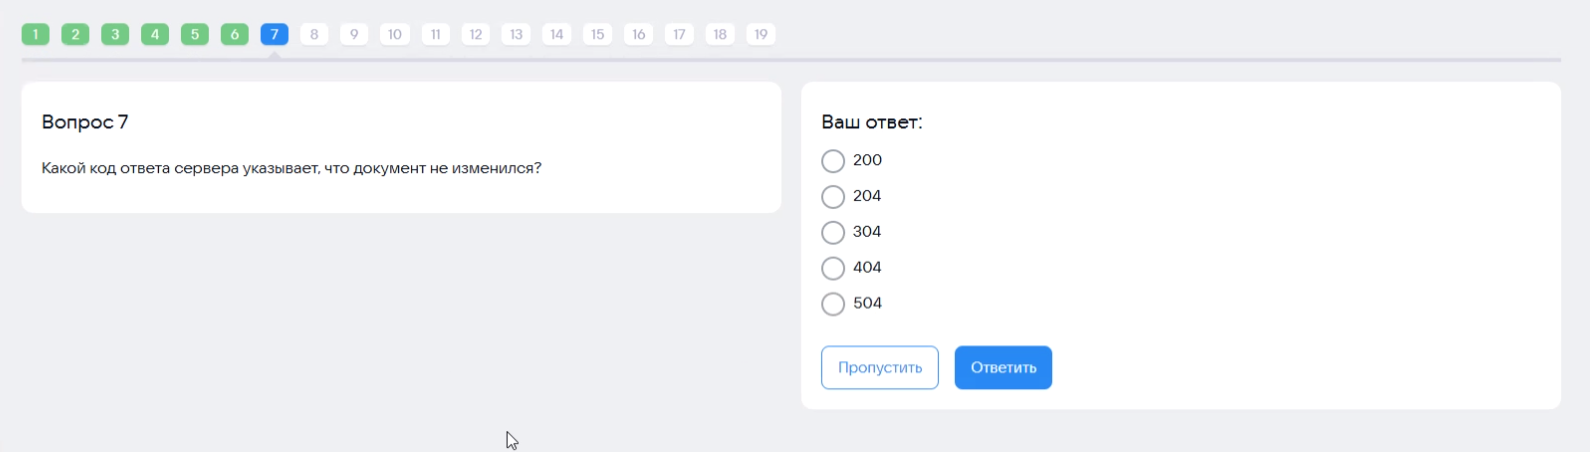 1 2 3 4 5 6 7 8 9 10 11 12 13 14 15 16 17 18 19
Вопрос 7
Какой код ответа сервера указывает, что документ не изменился?
Ваш ответ:
200
204
304
404
504
Пропустить Ответить